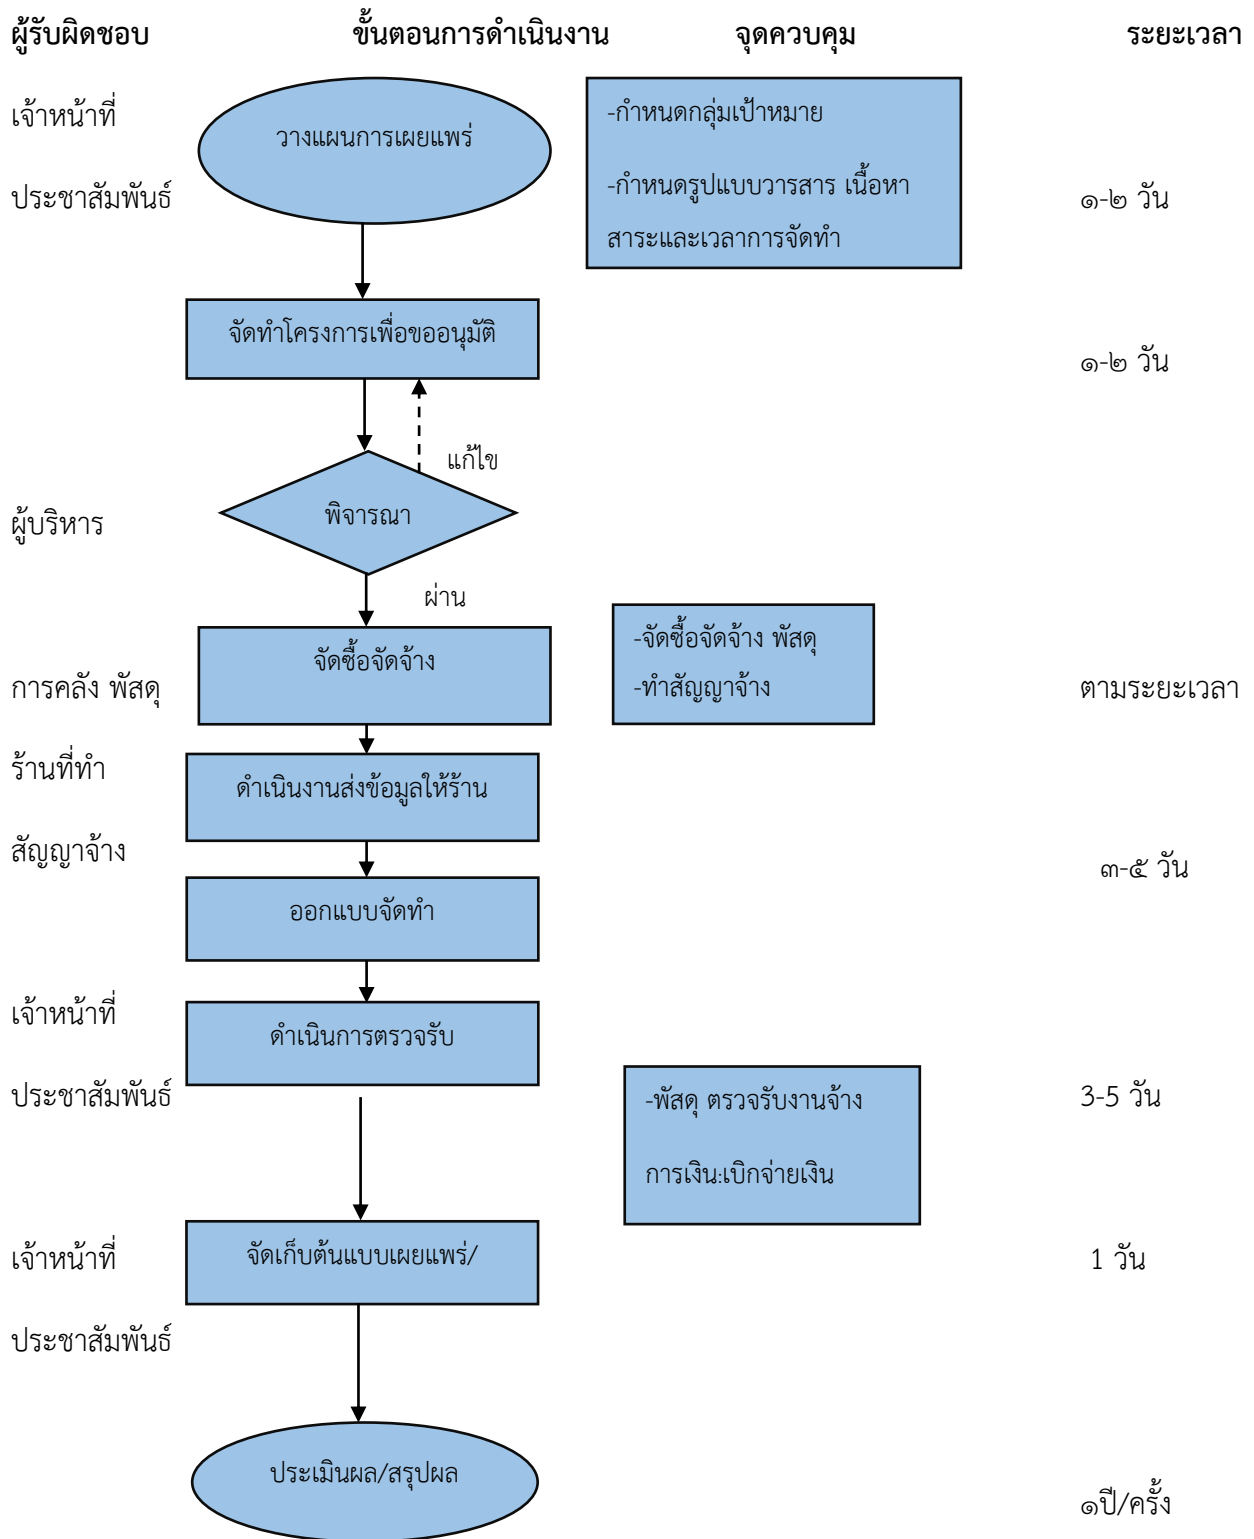 ผู้รับผิดชอบ ขั้นตอนการดำเนินงาน จุดควบคุม ระยะเวลา
เจ้าหน้าที่
วางแผนการเผยแพร่
-กำหนดกลุ่มเป้าหมาย
ประชาสัมพันธ์
-กำหนดรูปแบบวารสาร เนื้อหา
๑-๒ วัน
สาระและเวลาการจัดทำ
จัดทำโครงการเพื่อขออนุมัติ
๑-๒ วัน
แก้ไข
ผู้บริหาร
พิจารณา
ผ่าน
จัดซื้อจัดจ้าง
-จัดซื้อจัดจ้าง พัสดุ
การคลัง พัสดุ
-ทำสัญญาจ้าง
ตามระยะเวลา
ร้านที่ทำ
ดำเนินงานส่งข้อมูลให้ร้าน
สัญญาจ้าง
๓-๕ วัน
ออกแบบจัดทำ
เจ้าหน้าที่
ดำเนินการตรวจรับ
ประชาสัมพันธ์
-พัสดุ ตรวจรับงานจ้าง
3-5 วัน
การเงิน:เบิกจ่ายเงิน
เจ้าหน้าที่
จัดเก็บต้นแบบเผยแพร่/
1 วัน
ประชาสัมพันธ์
ประเมินผล/สรุปผล
๑ปี/ครั้ง